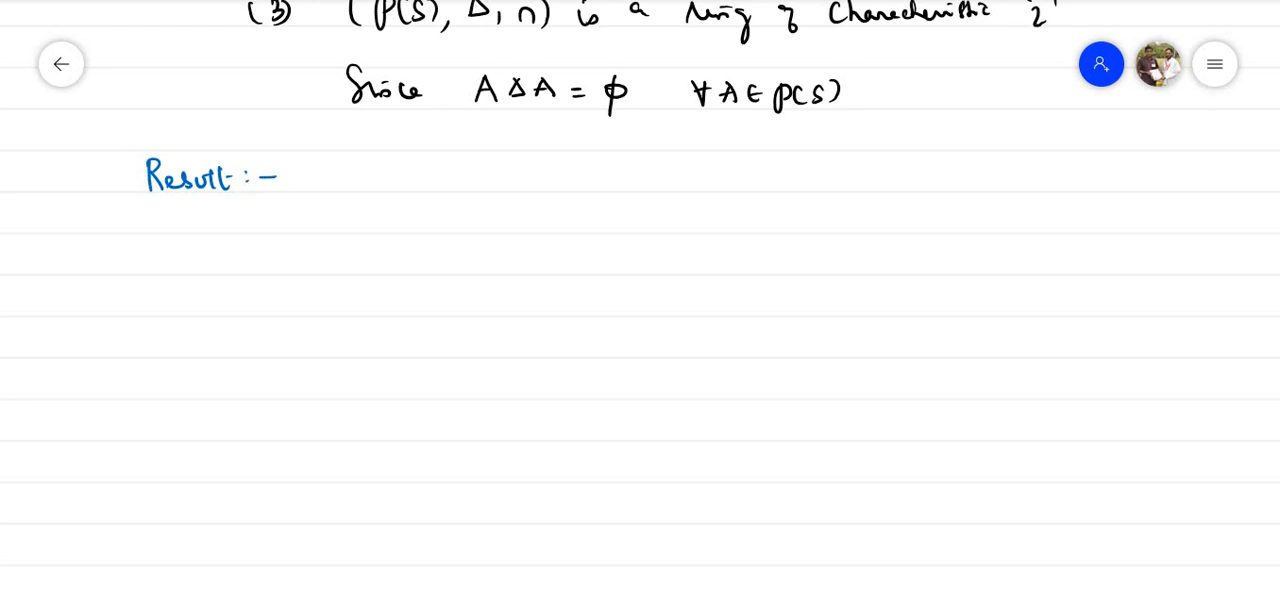 (3) (P(S), Δ, ∩) is a ring of characteristic 2
Since A Δ A = ϕ ∀ A ∈ P(S)
Result :-